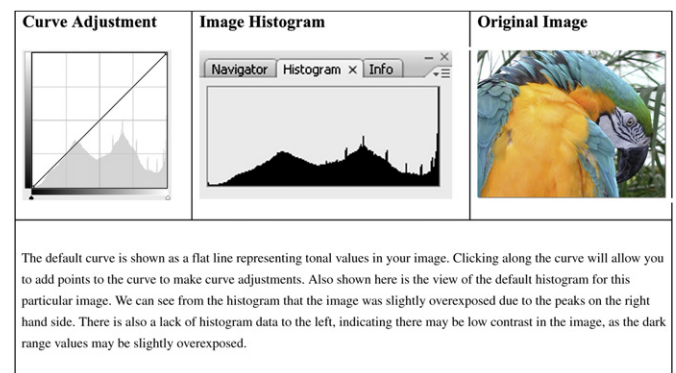 Curve Adjustment
Image Histogram
Original Image
Navigator Histogram × Info
The default curve is shown as a flat line representing tonal values in your image. Clicking along the curve will allow you
to add points to the curve to make curve adjustments. Also shown here is the view of the default histogram for this
particular image. We can see from the histogram that the image was slightly overexposed due to the peaks on the right
hand side. There is also a lack of histogram data to the left, indicating there may be low contrast in the image, as the dark
range values may be slightly overexposed.